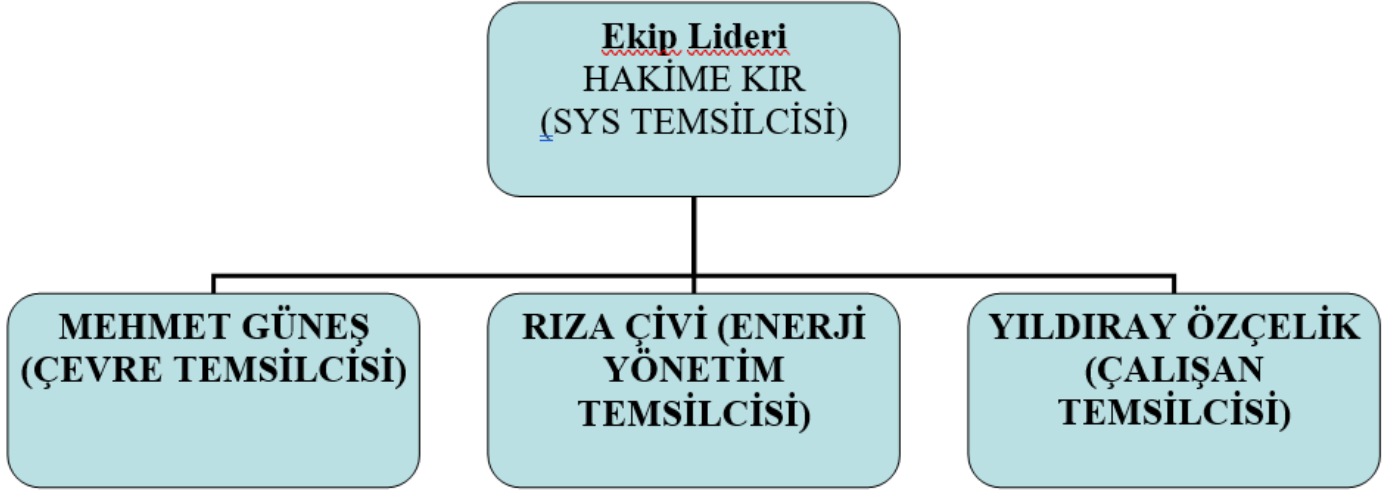 Ekip Lideri
HAKİME KIR
(SYS TEMSİLCİSİ)
MEHMET GÜNEŞ
(ÇEVRE TEMSİLCİSİ)
RIZA ÇİVİ (ENERJİ
YÖNETİM
TEMSİLCİSİ)
YILDIRAY ÖZÇELİK
(ÇALIŞAN
TEMSİLCİSİ)